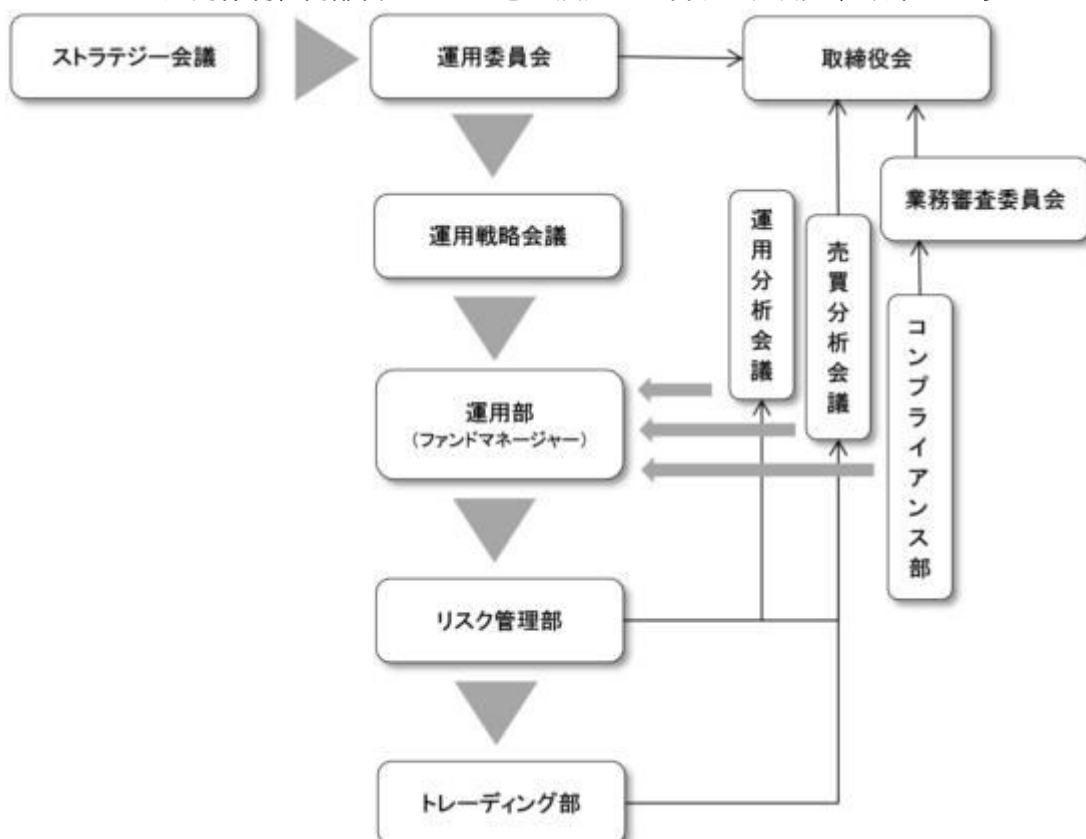 ストラテジー会議
運用委員会
取締役会
業務審査委員会
運用戦略会議
運用分析会議
売買分析会議
コンプライアンス部
運用部
(ファンドマネージャー)
リスク管理部
トレーディング部